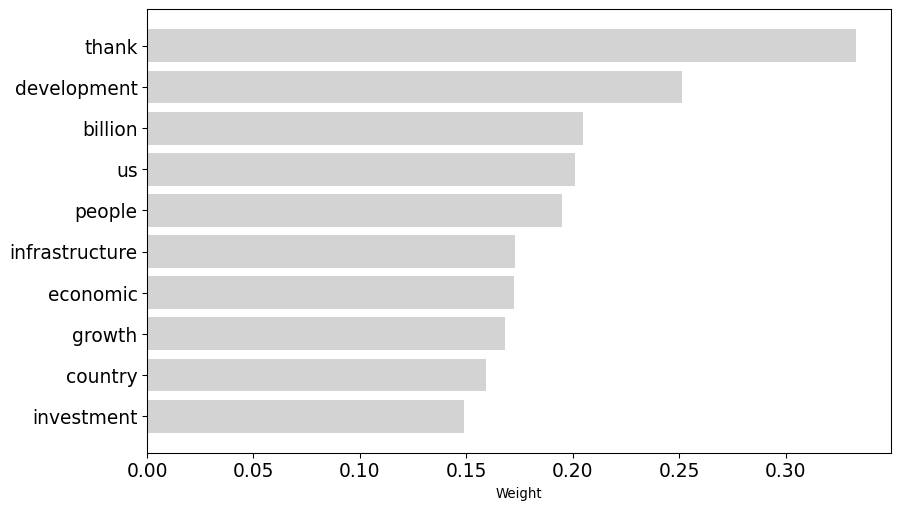 thank
development
billion
us
people
infrastructure
economic
growth
country
investment
0.00 0.05 0.10 0.15 0.20 0.25 0.30
Weight